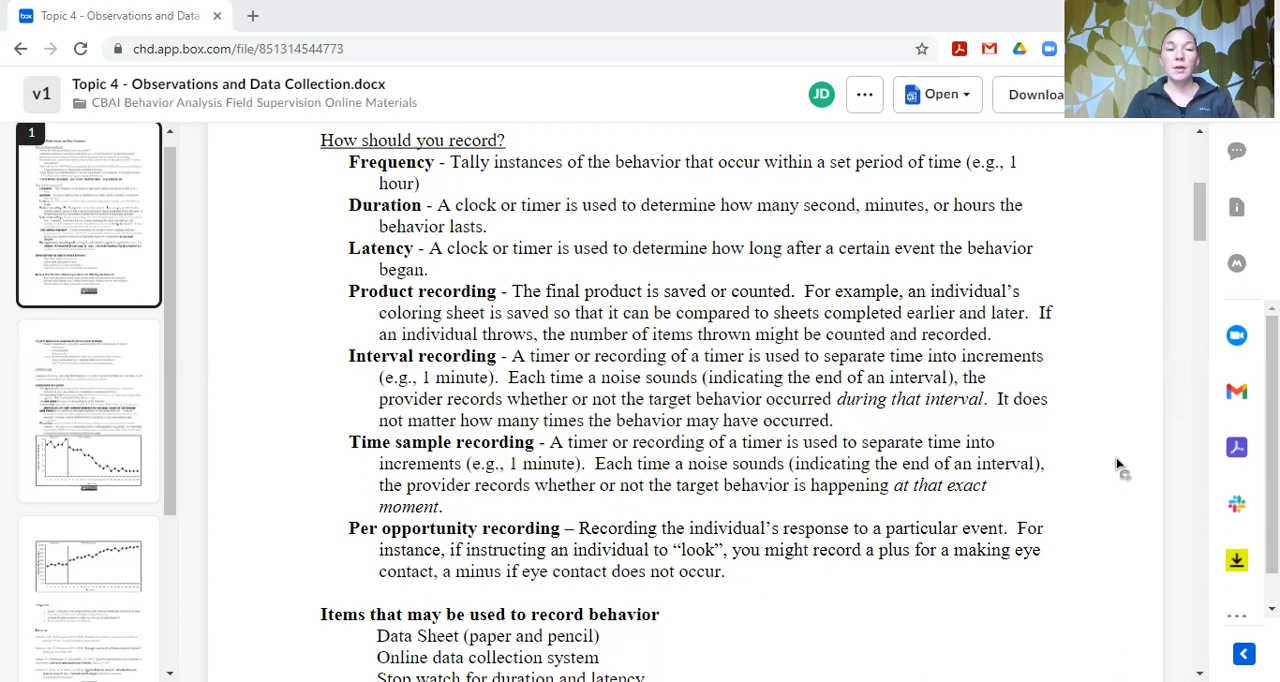 Topic 4 - Observations and Data
chd.app.box.com/file/851314544773
v1
Topic 4 - Observations and Data Collection.docx
CBAI Behavior Analysis Field Supervision Online Materials
JD
Open
Downloa
1
How should you record?
Frequency - Tally instances of the behavior that occur within a set period of time (e.g., 1
hour)
Duration - A clock or timer is used to determine how many second, minutes, or hours the
behavior lasts.
Latency - A clock or timer is used to determine how long after a certain event the behavior
began.
Product recording - The final product is saved or counted. For example, an individual's
coloring sheet is saved so that it can be compared to sheets completed earlier and later. If
an individual throws, the number of items thrown might be counted and recorded.
Interval recording - A timer or recording of a timer is used to separate time into increments
(e.g., 1 minute). Each time a noise sounds (indicating the end of an interval), the
provider records whether or not the target behavior occurred during that interval. It does
not matter how many times the behavior may have occurred.
Time sample recording - A timer or recording of a timer is used to separate time into
increments (e.g., 1 minute). Each time a noise sounds (indicating the end of an interval),
the provider records whether or not the target behavior is happening at that exact
moment.
Per opportunity recording – Recording the individual's response to a particular event. For
instance, if instructing an individual to “look”, you might record a plus for a making eye
contact, a minus if eye contact does not occur.
Items that may be used to record behavior
Data Sheet (paper and pencil)
Online data collection system
Stop watch for duration and latency